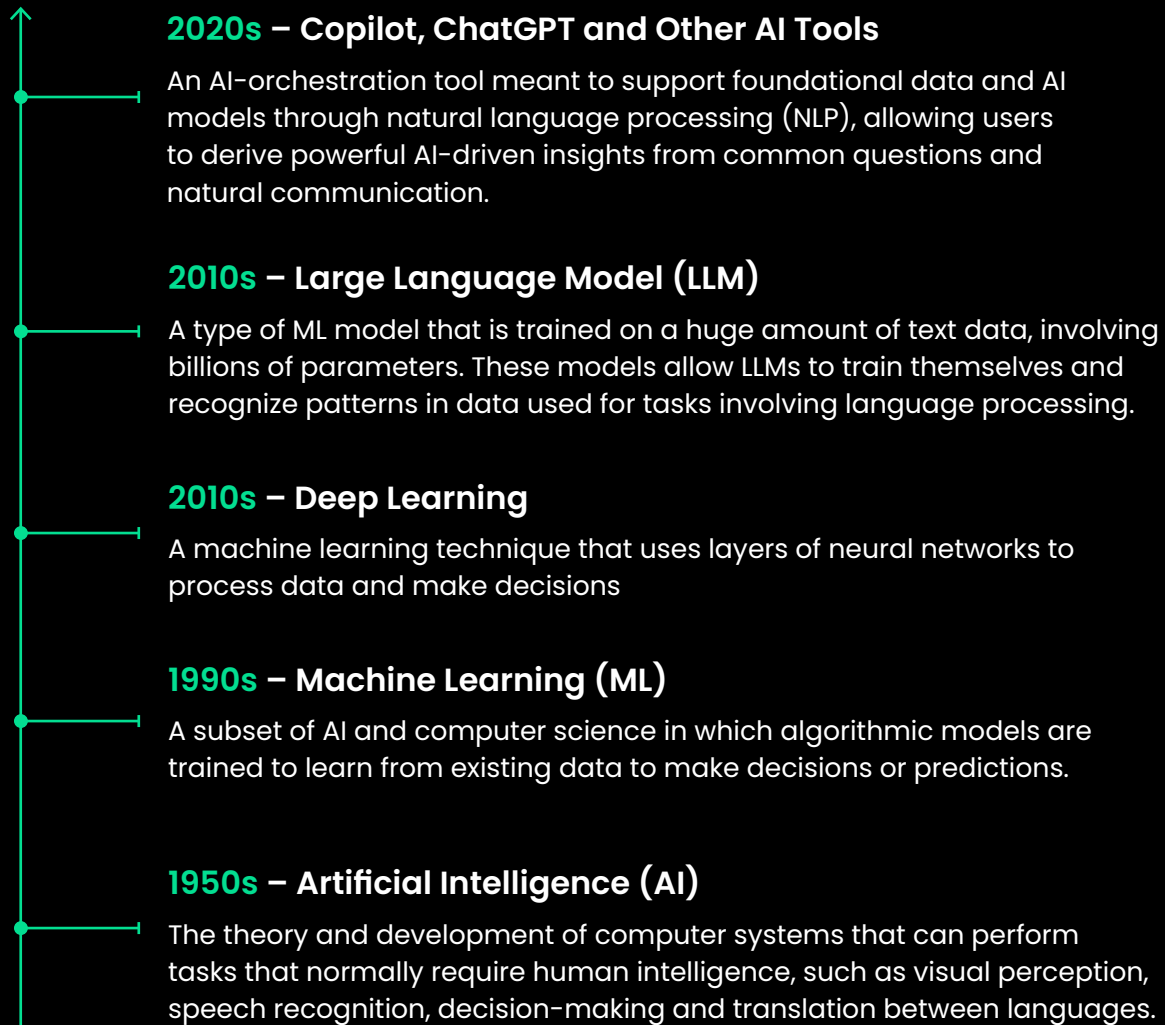 2020s – Copilot, ChatGPT and Other AI Tools
An AI-orchestration tool meant to support foundational data and AI
models through natural language processing (NLP), allowing users
to derive powerful AI-driven insights from common questions and
natural communication.
2010s – Large Language Model (LLM)
A type of ML model that is trained on a huge amount of text data, involving
billions of parameters. These models allow LLMs to train themselves and
recognize patterns in data used for tasks involving language processing.
2010s – Deep Learning
A machine learning technique that uses layers of neural networks to
process data and make decisions
1990s – Machine Learning (ML)
A subset of AI and computer science in which algorithmic models are
trained to learn from existing data to make decisions or predictions.
1950s – Artificial Intelligence (AI)
The theory and development of computer systems that can perform
tasks that normally require human intelligence, such as visual perception,
speech recognition, decision-making and translation between languages.